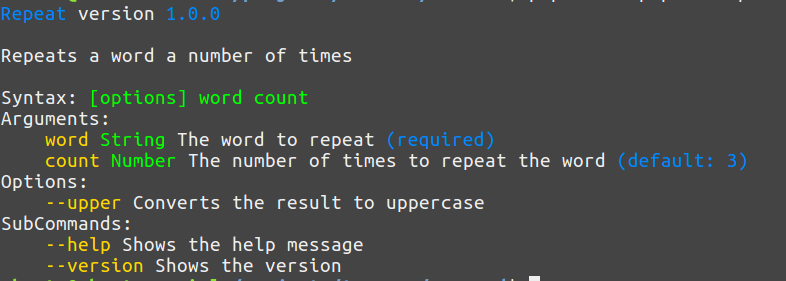 Repeat version 1.0.0
Repeats a word a number of times
Syntax: [options] word count
Arguments:
word String The word to repeat (required)
count Number The number of times to repeat the word (default: 3)
Options:
--upper Converts the result to uppercase
SubCommands:
--help Shows the help message
--version Shows the version